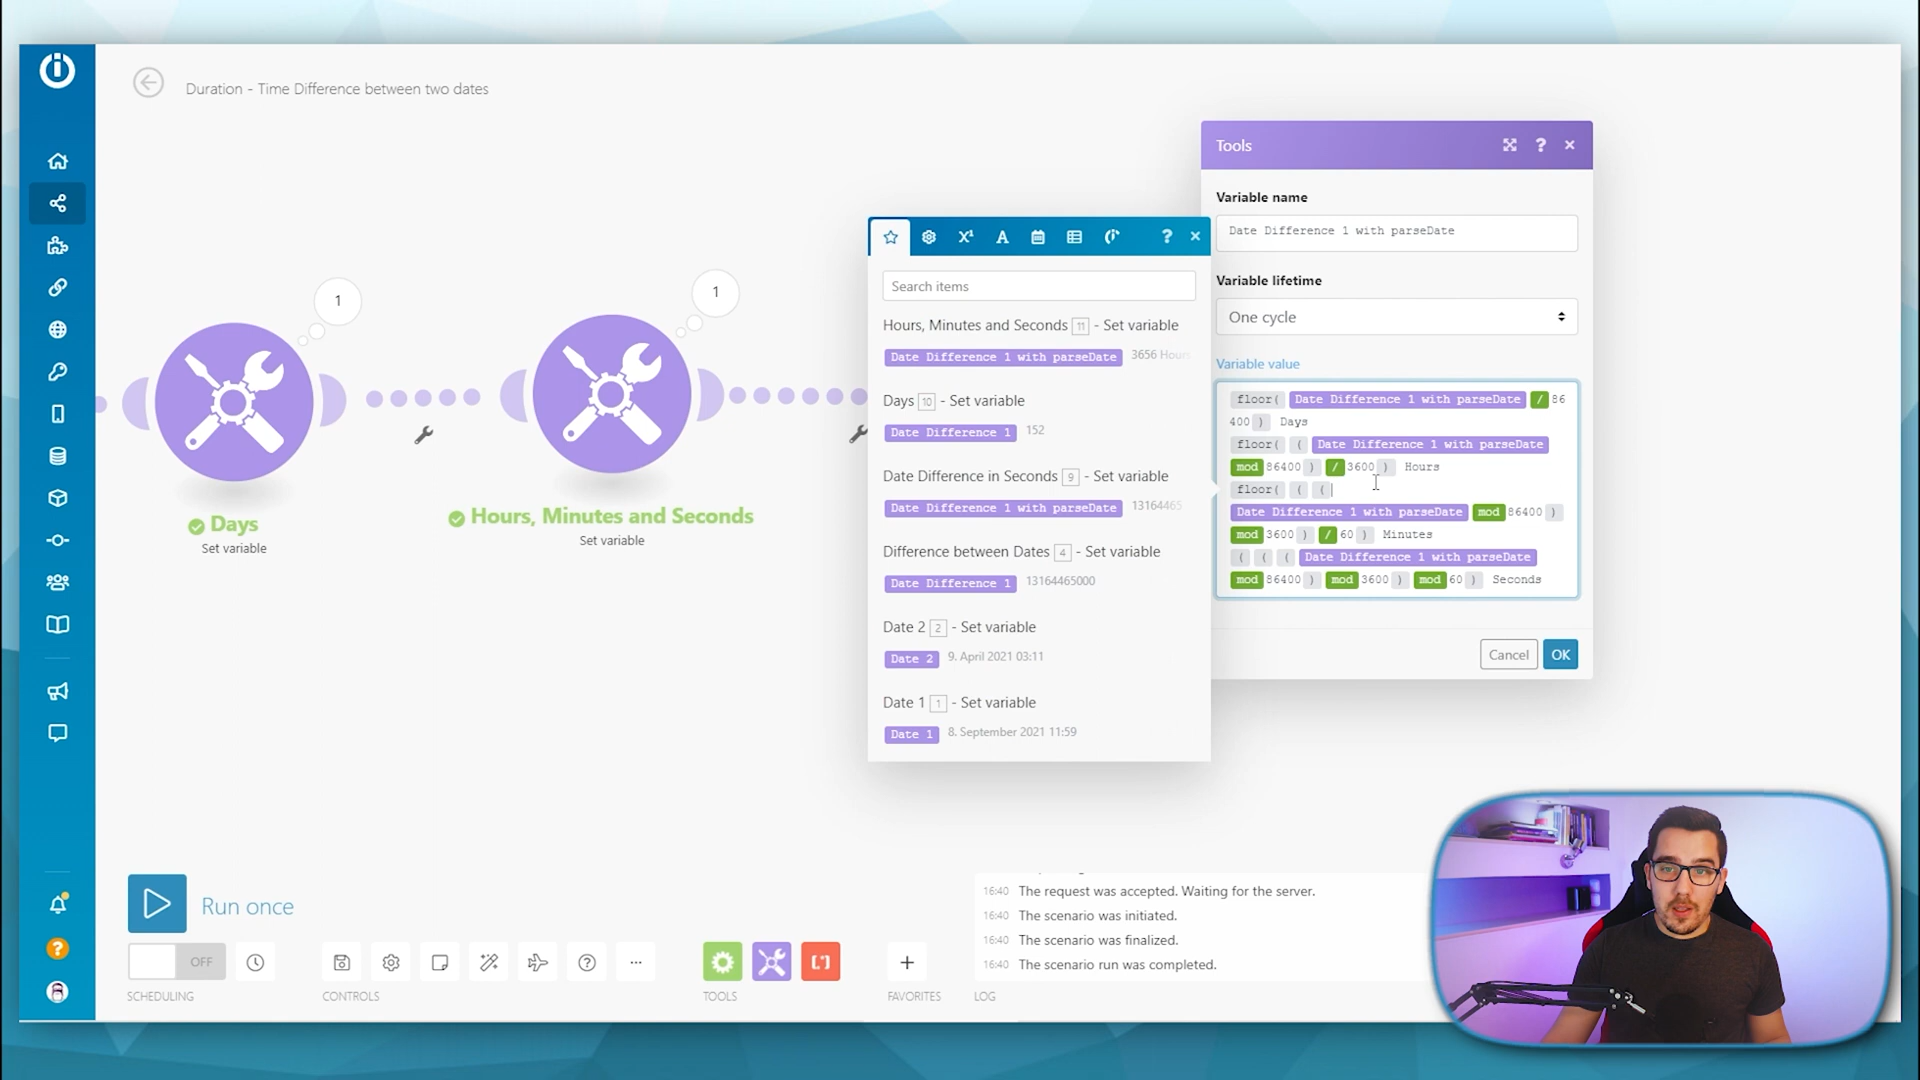 Duration - Time Difference between two dates
1
1
Days
Set variable
Hours, Minutes and Seconds
Set variable
Search items
Hours, Minutes and Seconds 11 - Set variable
Date Difference 1 with parseDate 3656 Hour
Days 10 - Set variable
Date Difference 1 152
Date Difference in Seconds 9 - Set variable
Date Difference 1 with parseDate 13164465
Difference between Dates 4 - Set variable
Date Difference 1 13164465000
Date 2 2 - Set variable
Date 2 9. April 2021 03:11
Date 1 1 - Set variable
Date 1 8. September 2021 11:59
Tools
Variable name
Date Difference 1 with parseDate
Variable lifetime
One cycle
Variable value
floor( Date Difference 1 with parseDate / 86
400 ) Days
floor( ( Date Difference 1 with parseDate
mod 86400 ) / 3600 ) Hours
floor( ( (
Date Difference 1 with parseDate mod 86400 )
mod 3600 ) / 60 ) Minutes
( ( ( Date Difference 1 with parseDate
mod 86400 ) mod 3600 ) mod 60 ) Seconds
Cancel OK
Run once
OFF
SCHEDULING
CONTROLS
TOOLS
FAVORITES
LOG
16:40 The request was accepted. Waiting for the server.
16:40 The scenario was initiated.
16:40 The scenario was finalized.
16:40 The scenario run was completed.